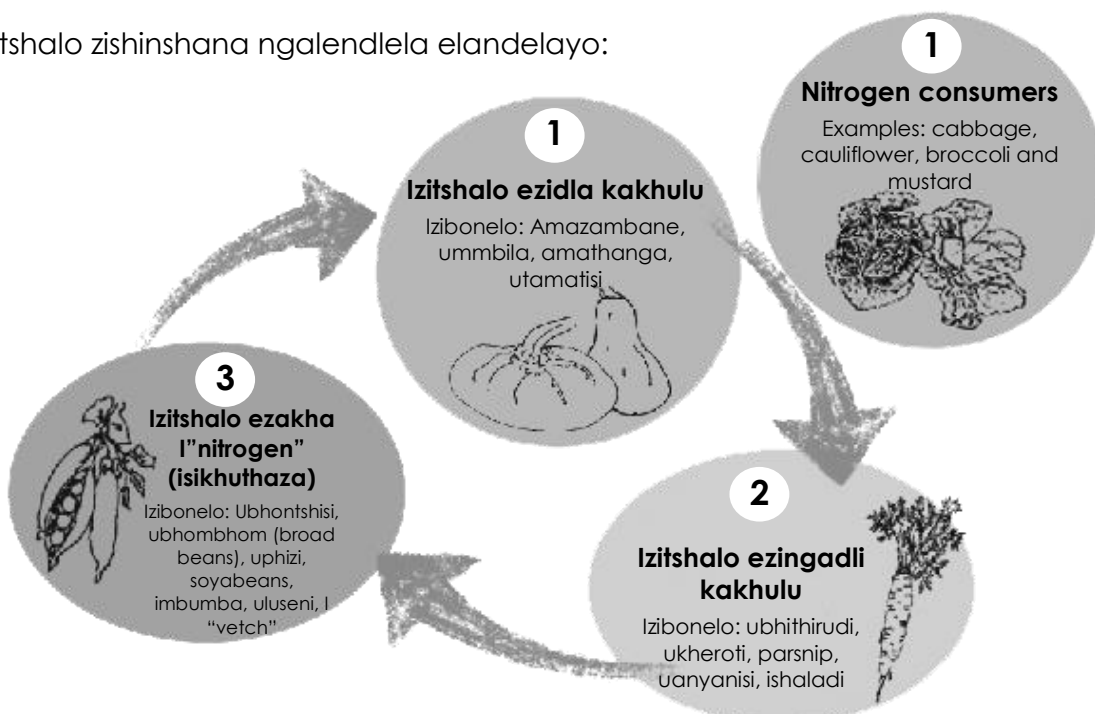 tshalo zishinshana ngalendlela elandelayo:
1
Nitrogen consumers
Examples: cabbage,
cauliflower, broccoli and
mustard
1
Izitshalo ezidla kakhulu
Izibonelo: Amazambane,
ummbila, amathanga,
utamatisi
2
Izitshalo ezingadli
kakhulu
Izibonelo: ubhithirudi,
ukheroti, parsnip,
uanyanisi, ishaladi
3
Izitshalo ezakha
l"nitrogen"
(isikhuthaza)
Izibonelo: Ubhontshisi,
ubhombhom (broad
beans), uphizi,
soyabeans,
imbumba, uluseni, l
"vetch"